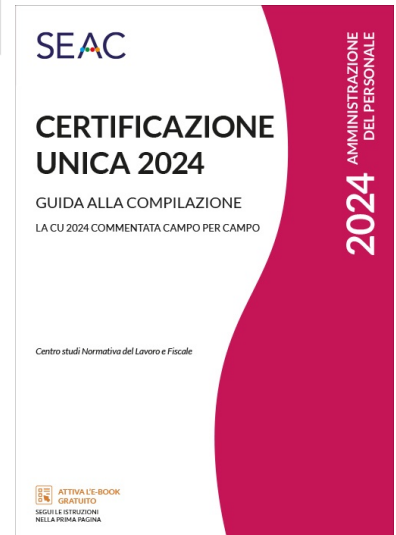 SEAC
CERTIFICAZIONE
UNICA 2024
GUIDA ALLA COMPILAZIONE
LA CU 2024 COMMENTATA CAMPO PER CAMPO
2024 AMMINISTRAZIONE
DEL PERSONALE
Centro studi Normativa del Lavoro e Fiscale
ATTIVA L'E-BOOK
GRATUITO
SEGUI LE ISTRUZIONI
NELLA PRIMA PAGINA